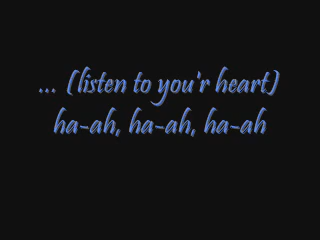 ... (listen to you'r heart)
ha-ah, ha-ah, ha-ah